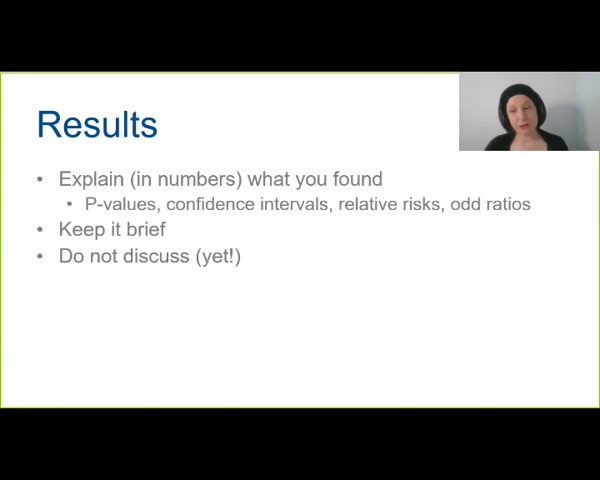 Results
• Explain (in numbers) what you found
• P-values, confidence intervals, relative risks, odd ratios
• Keep it brief
• Do not discuss (yet!)